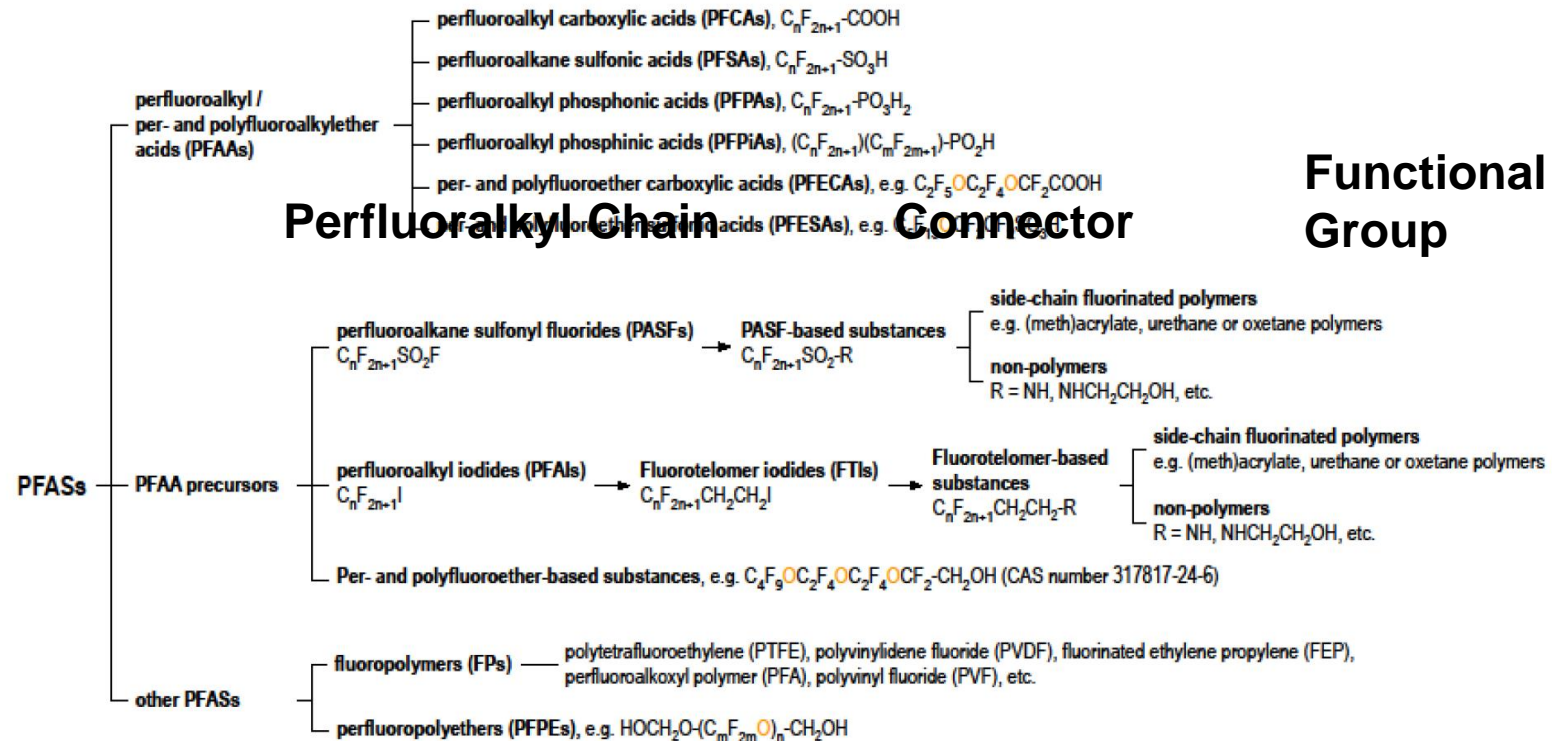 perfluoroalkyl carboxylic acids (PFCAs), CₙF₂ₙ₊₁-COOH
perfluoroalkane sulfonic acids (PFSAs), CₙF₂ₙ₊₁-SO₃H
perfluoroalkyl /
per- and polyfluoroalkylether
acids (PFAAs)
perfluoroalkyl phosphonic acids (PFPAs), CₙF₂ₙ₊₁-PO₃H₂
perfluoroalkyl phosphinic acids (PFPiAs), (CₙF₂ₙ₊₁)(CₘF₂ₘ₊₁)-PO₂H
per- and polyfluoroether carboxylic acids (PFECAs), e.g. C₂F₅OC₂F₄OCF₂COOH
per- and polyfluoroether sulfonic acids (PFESAs), e.g.
Perfluoralkyl Chain
Connector
Functional
Group
perfluoroalkane sulfonyl fluorides (PASFs)
CₙF₂ₙ₊₁SO₂F
PASF-based substances
CₙF₂ₙ₊₁SO₂-R
side-chain fluorinated polymers
e.g. (meth)acrylate, urethane or oxetane polymers
non-polymers
R = NH, NHCH₂CH₂OH, etc.
PFASs
PFAA precursors
perfluoroalkyl iodides (PFAIs)
CₙF₂ₙ₊₁I
Fluorotelomer iodides (FTIs)
CₙF₂ₙ₊₁CH₂CH₂I
Fluorotelomer-based
substances
CₙF₂ₙ₊₁CH₂CH₂-R
side-chain fluorinated polymers
e.g. (meth)acrylate, urethane or oxetane polymers
non-polymers
R = NH, NHCH₂CH₂OH, etc.
Per- and polyfluoroether-based substances, e.g. C₄F₉OC₂F₄OC₂F₄OCF₂-CH₂OH (CAS number 317817-24-6)
other PFASs
fluoropolymers (FPs)
polytetrafluoroethylene (PTFE), polyvinylidene fluoride (PVDF), fluorinated ethylene propylene (FEP),
perfluoroalkoxyl polymer (PFA), polyvinyl fluoride (PVF), etc.
perfluoropolyethers (PFPEs), e.g. HOCH₂O-(CₘF₂ₘO)ₙ-CH₂OH